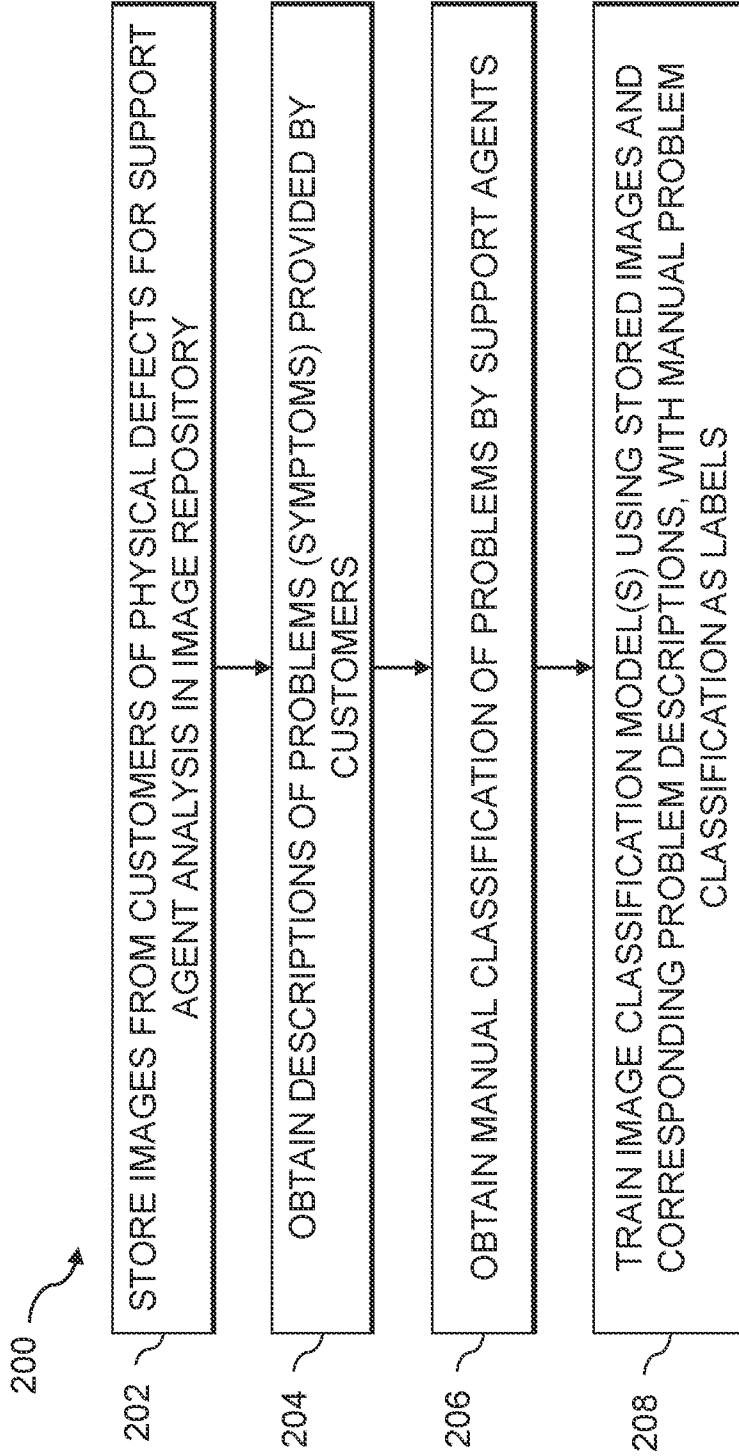 200
202
STORE IMAGES FROM CUSTOMERS OF PHYSICAL DEFECTS FOR SUPPORT
AGENT ANALYSIS IN IMAGE REPOSITORY
204
OBTAIN DESCRIPTIONS OF PROBLEMS (SYMPTOMS) PROVIDED BY
CUSTOMERS
206
OBTAIN MANUAL CLASSIFICATION OF PROBLEMS BY SUPPORT AGENTS
208
TRAIN IMAGE CLASSIFICATION MODEL(S) USING STORED IMAGES AND
CORRESPONDING PROBLEM DESCRIPTIONS, WITH MANUAL PROBLEM
CLASSIFICATION AS LABELS